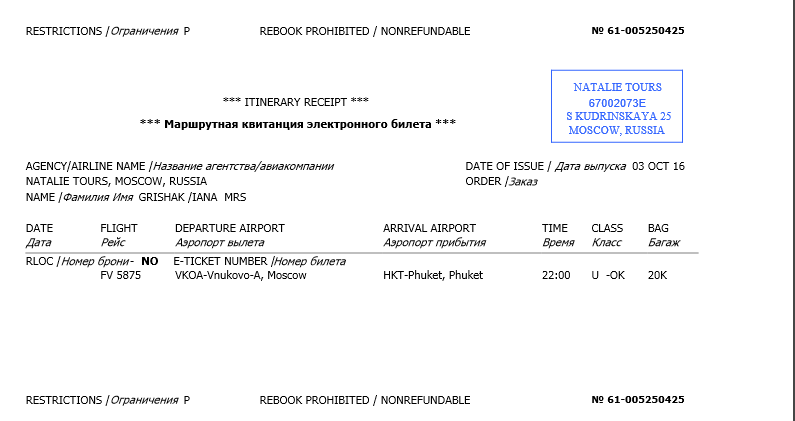 RESTRICTIONS /Ограничения P REBOOK PROHIBITED / NONREFUNDABLE № 61-005250425
NATALIE TOURS
67002073E
S KUDRINSKAYA 25
MOSCOW, RUSSIA
*** ITINERARY RECEIPT ***
*** Маршрутная квитанция электронного билета ***
AGENCY/AIRLINE NAME /Название агентства/авиакомпании DATE OF ISSUE / Дата выпуска 03 OCT 16
NATALIE TOURS, MOSCOW, RUSSIA ORDER /Заказ
NAME /Фамилия Имя GRISHAK /IANA MRS
DATE FLIGHT DEPARTURE AIRPORT ARRIVAL AIRPORT TIME CLASS BAG
Дата Рейс Аэропорт вылета Аэропорт прибытия Время Класс Багаж
RLOC /Номер брони- NO E-TICKET NUMBER /Номер билета
FV 5875 VKOA-Vnukovo-A, Moscow HKT-Phuket, Phuket 22:00 U -OK 20K
RESTRICTIONS /Ограничения P REBOOK PROHIBITED / NONREFUNDABLE № 61-005250425